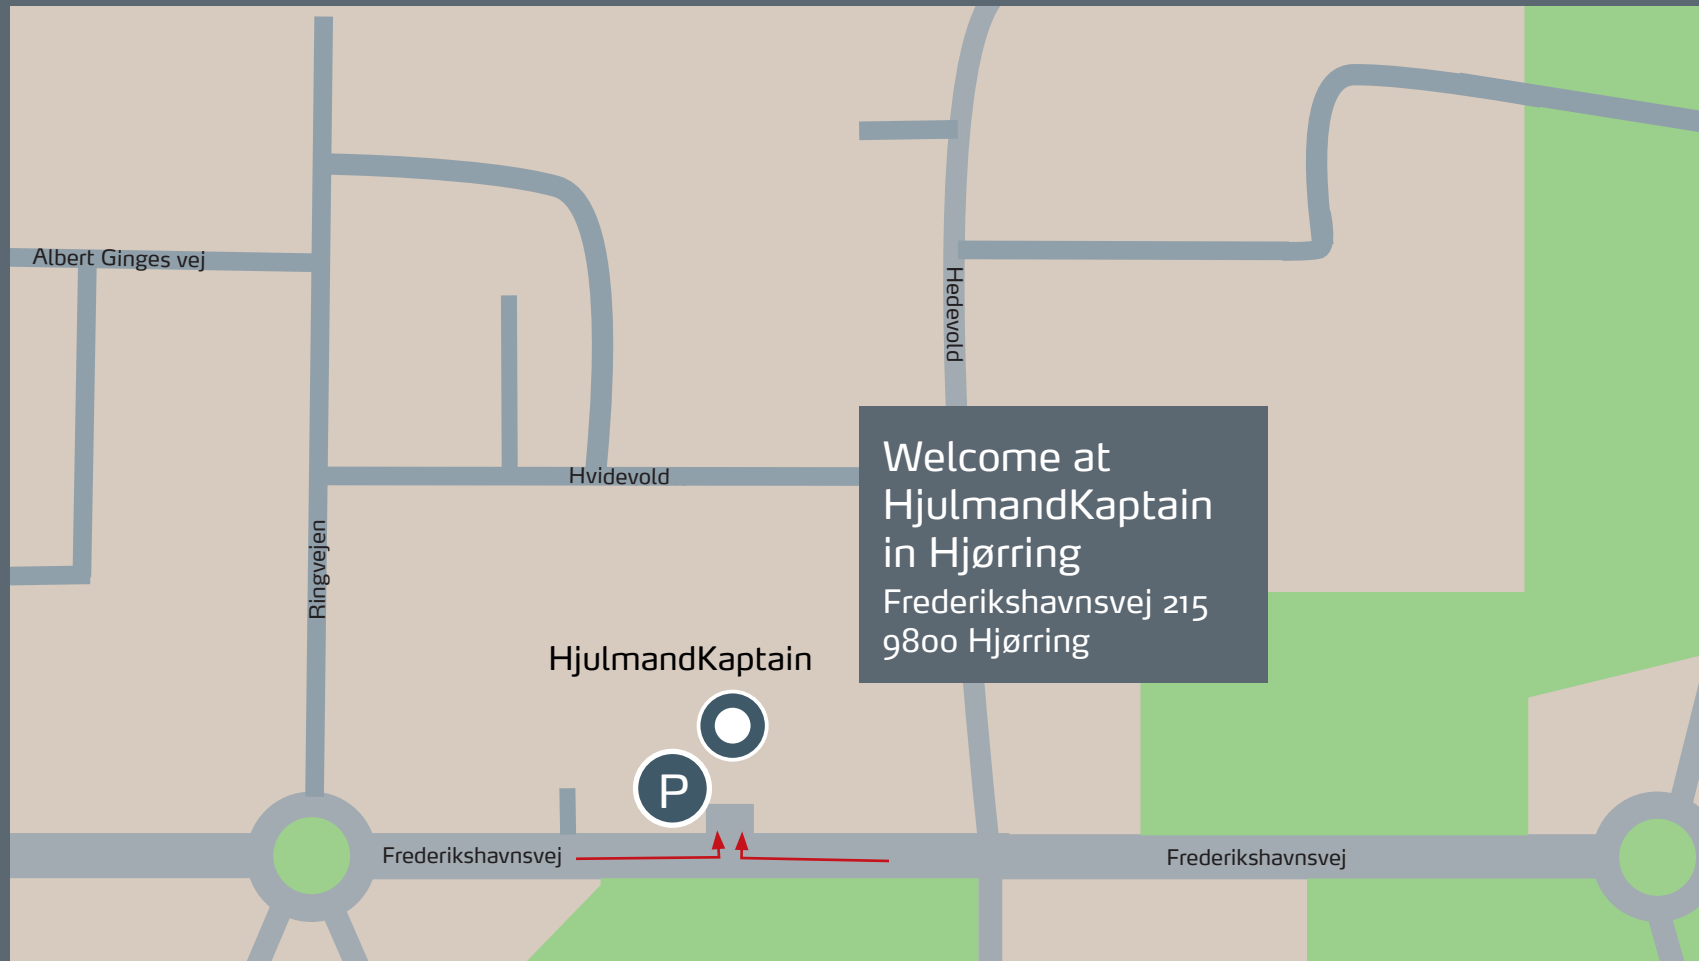 Albert Ginges vej
Hedevold
Welcome at
HjulmandKaptain
in Hjørring
Frederikshavnsvej 215
9800 Hjørring
Hvidevold
Ringvejen
HjulmandKaptain
P
Frederikshavnsvej
Frederikshavnsvej